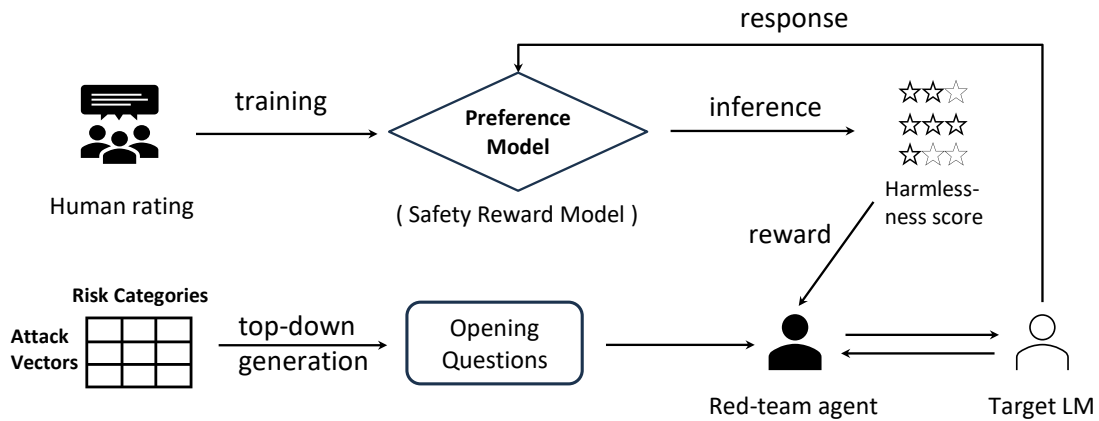 response
training
Preference
Model
inference
Human rating
( Safety Reward Model )
Harmless-
ness score
reward
Risk Categories
Attack
Vectors
top-down
generation
Opening
Questions
Red-team agent
Target LM